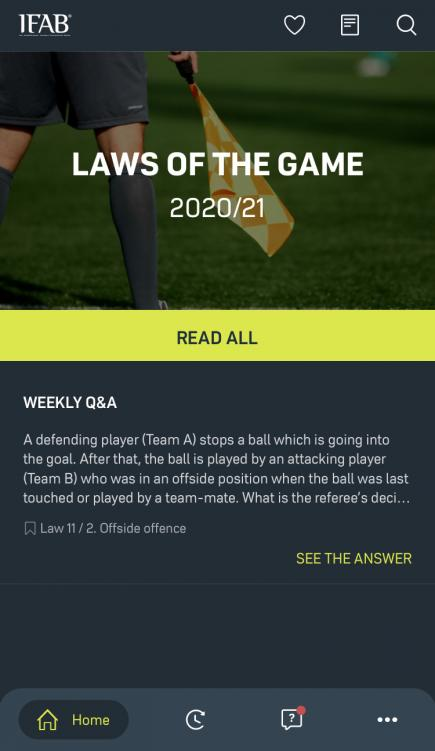 IFAB
LAWS OF THE GAME
2020/21
READ ALL
WEEKLY Q&A
A defending player (Team A) stops a ball which is going into
the goal. After that, the ball is played by an attacking player
(Team B) who was in an offside position when the ball was last
touched or played by a team-mate. What is the referee's deci...
Law 11 / 2. Offside offence
SEE THE ANSWER
?
Home